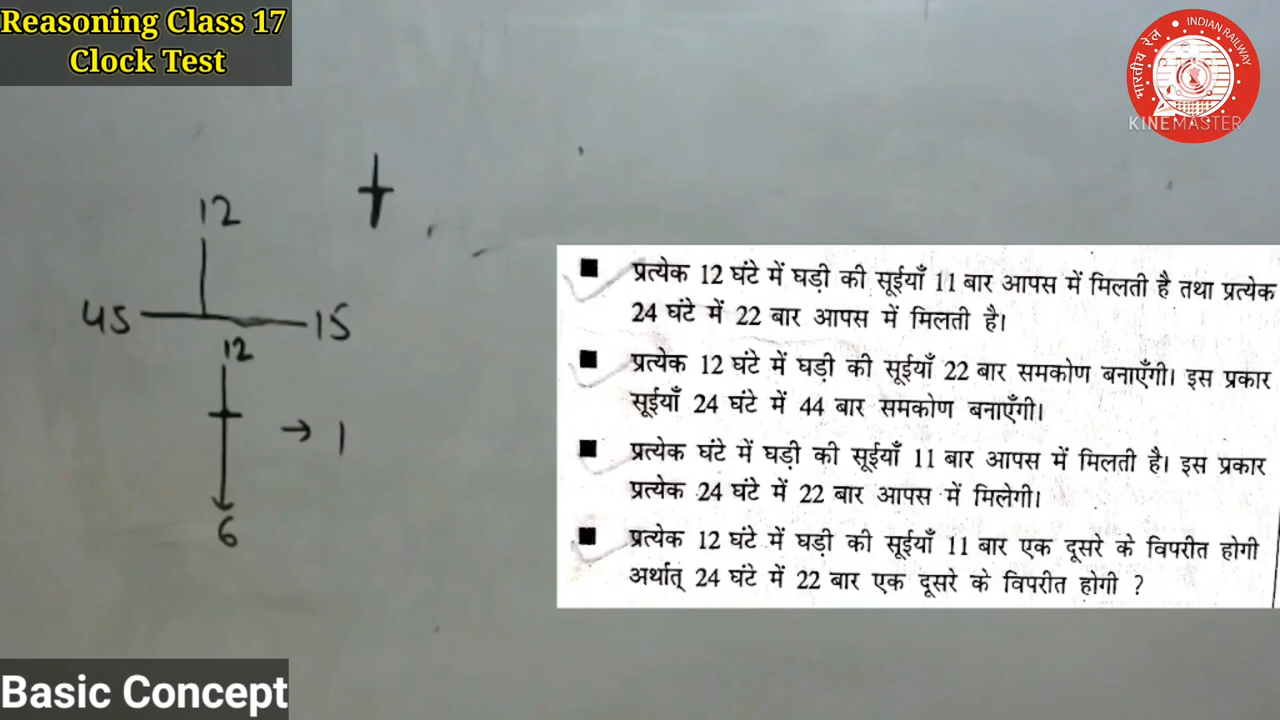 Reasoning Class 17
Clock Test
भारतीय रेल
INDIAN RAILWAY
KINEMASTER
12
45
15
12
→ 1
6
■ प्रत्येक 12 घंटे में घड़ी की सूईयाँ 11 बार आपस में मिलती है तथा प्रत्येक
24 घंटे में 22 बार आपस में मिलती है।
■ प्रत्येक 12 घंटे में घड़ी की सूईयाँ 22 बार समकोण बनाएँगी। इस प्रकार
सूईयाँ 24 घंटे में 44 बार समकोण बनाएँगी।
■ प्रत्येक घंटे में घड़ी की सूईयाँ 11 बार आपस में मिलती है। इस प्रकार
प्रत्येक 24 घंटे में 22 बार आपस में मिलेगी।
■ प्रत्येक 12 घंटे में घड़ी की सूईयाँ 11 बार एक दूसरे के विपरीत होगी
अर्थात् 24 घंटे में 22 बार एक दूसरे के विपरीत होगी ?
Basic Concept